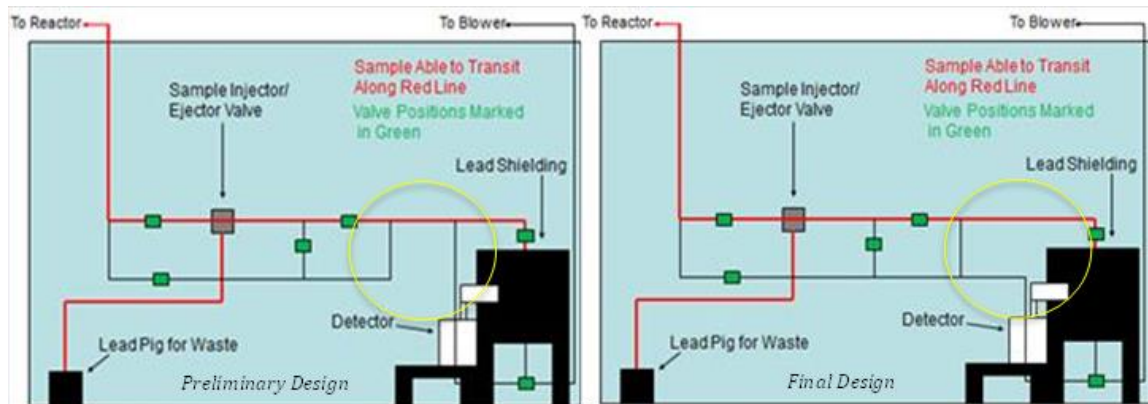 To Reactor
To Blower
Sample Injector/
Ejector Valve
Sample Able to Transit
Along Red Line
Valve Positions Marked
in Green
Lead Shielding
Detector
Lead Pig for Waste
Preliminary Design
To Reactor
To Blower
Sample Injector/
Ejector Valve
Sample Able to Transit
Along Red Line
Valve Positions Marked
in Green
Lead Shielding
Detector
Lead Pig for Waste
Final Design